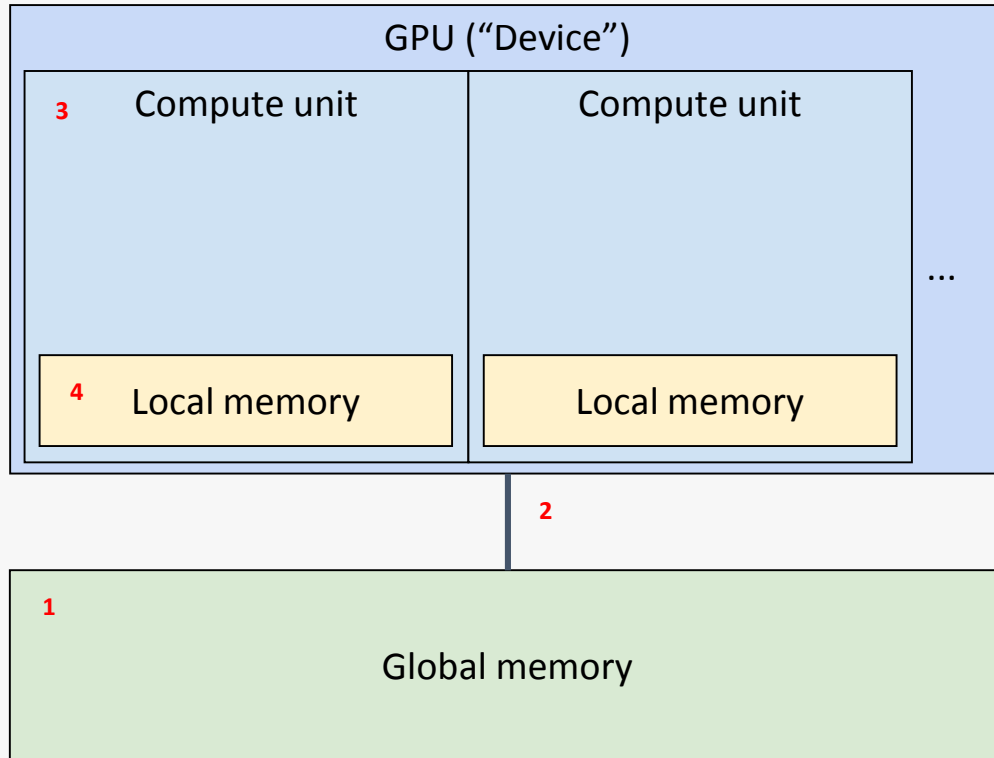 GPU (“Device”)
3
Compute unit
Compute unit
...
4
Local memory
Local memory
2
1
Global memory